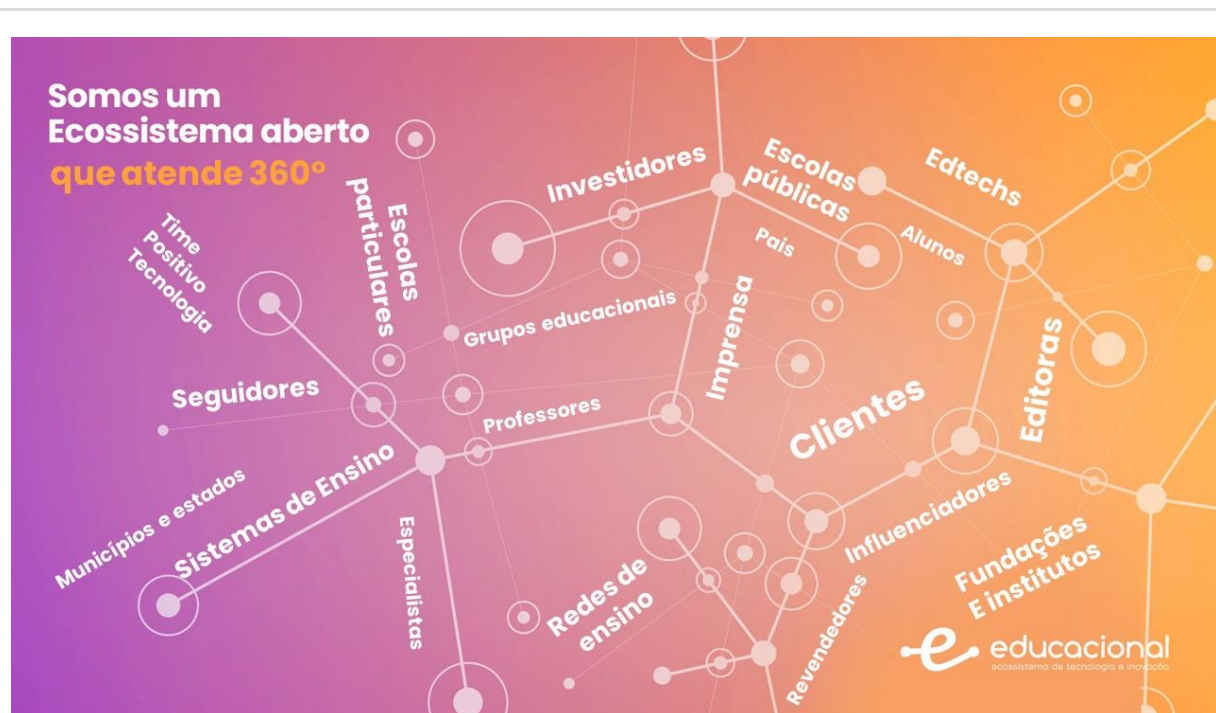 Somos um
Ecossistema aberto
que atende 360º
Time
Positivo
Tecnologia
Escolas
particulares
Investidores
Escolas
públicas
Edtechs
Pais
Alunos
Grupos educacionais
Imprensa
Seguidores
Professores
Clientes
Editoras
Municípios e estados
Sistemas de Ensino
Especialistas
Redes de
ensino
Influenciadores
Revendedores
Fundações
E institutos
educacional
ecossistema de tecnologia e inovação